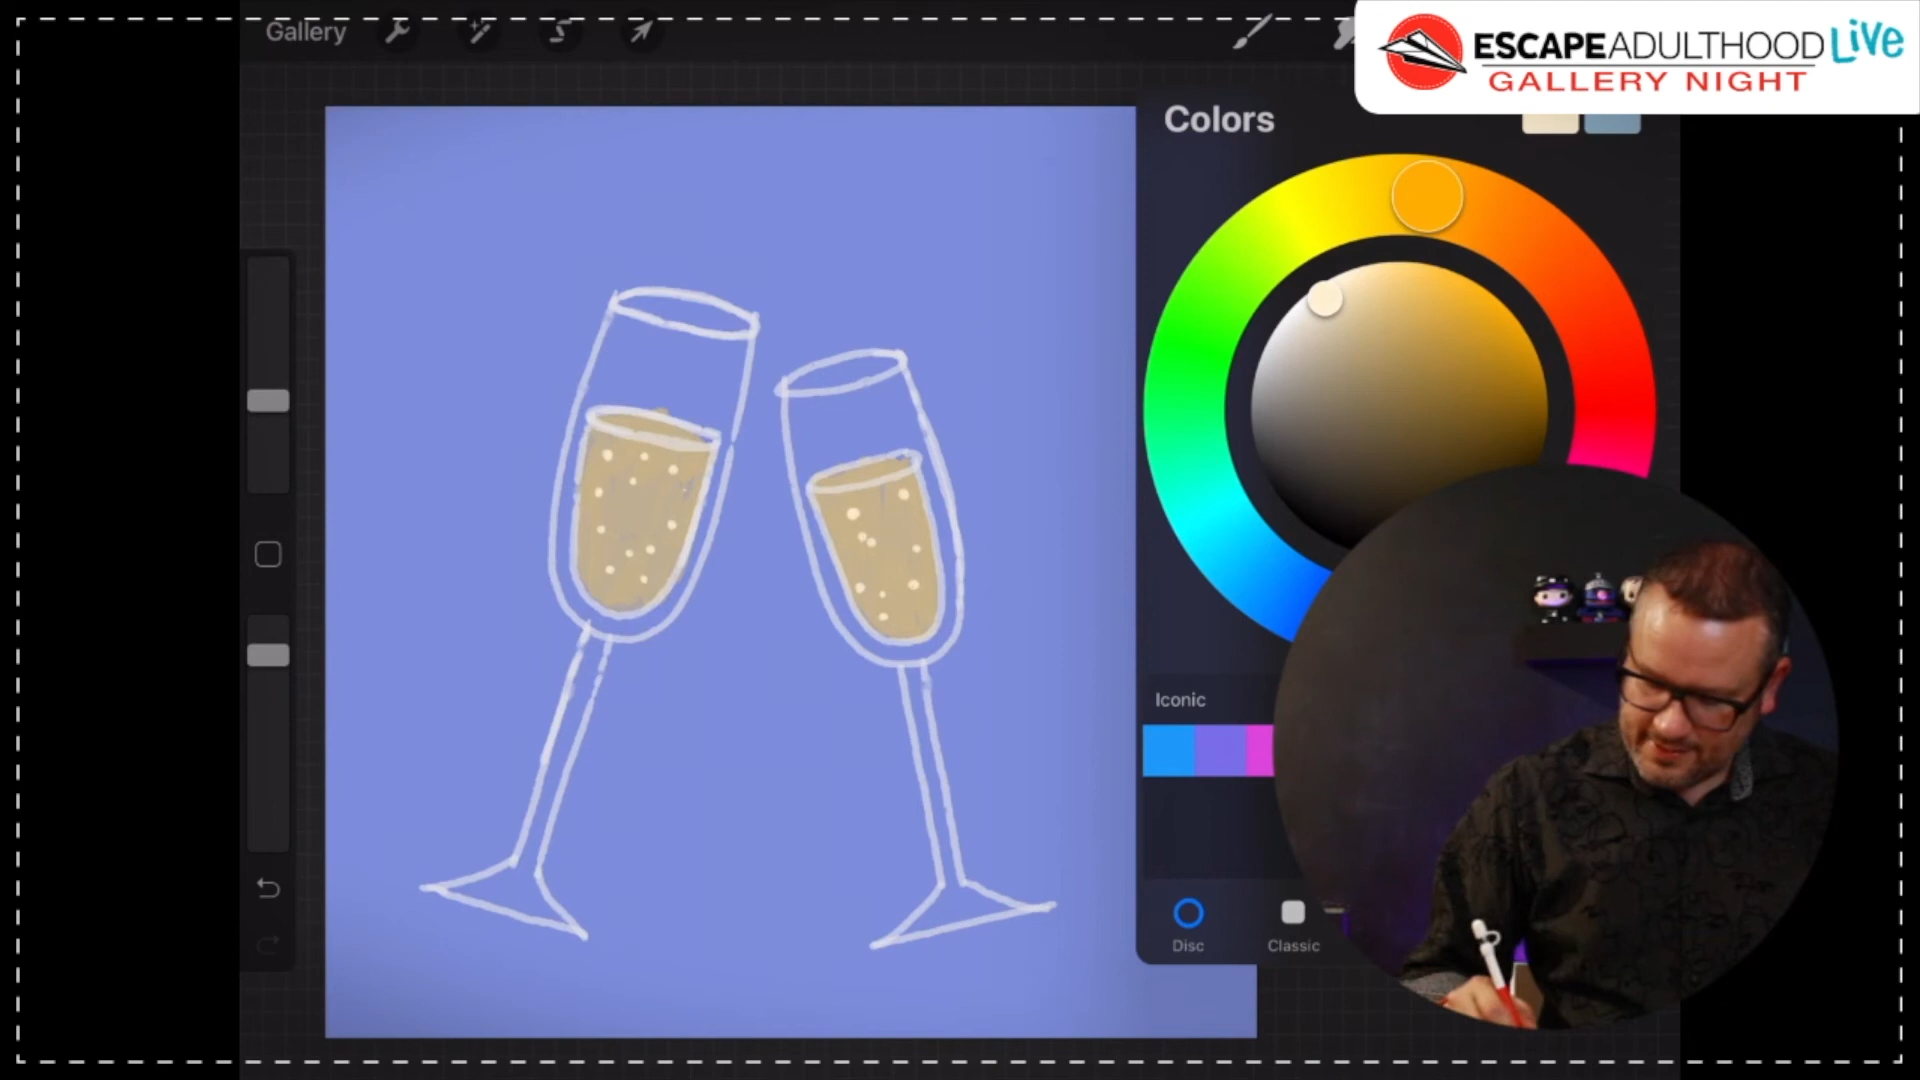 Gallery
ESCAPEADULTHOOD LIVE
GALLERY NIGHT
Colors
Iconic
Disc
Classic